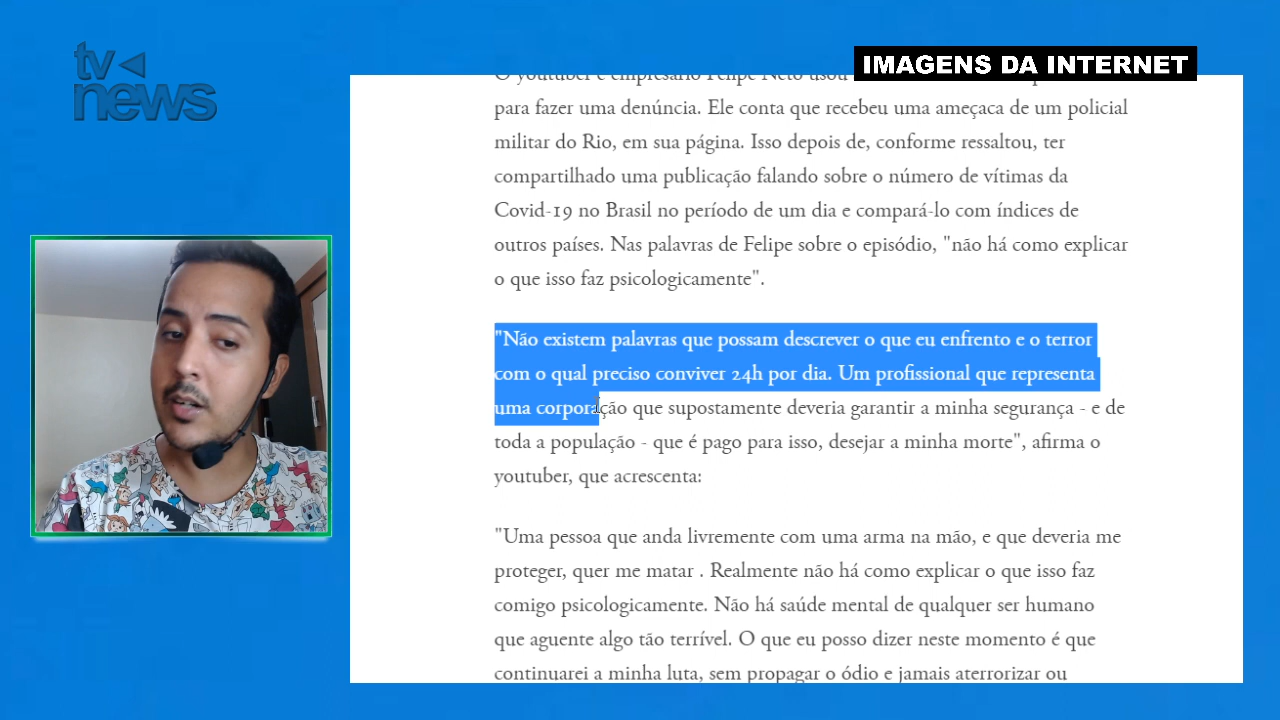 tv
news
IMAGENS DA INTERNET
O youtuber e empresário Felipe Neto usou
para fazer uma denúncia. Ele conta que recebeu uma ameaça de um policial
militar do Rio, em sua página. Isso depois de, conforme ressaltou, ter
compartilhado uma publicação falando sobre o número de vítimas da
Covid-19 no Brasil no período de um dia e compará-lo com índices de
outros países. Nas palavras de Felipe sobre o episódio, "não há como explicar
o que isso faz psicologicamente".
"Não existem palavras que possam descrever o que eu enfrento e o terror
com o qual preciso conviver 24h por dia. Um profissional que representa
uma corporação que supostamente deveria garantir a minha segurança - e de
toda a população - que é pago para isso, desejar a minha morte", afirma o
youtuber, que acrescenta:
"Uma pessoa que anda livremente com uma arma na mão, e que deveria me
proteger, quer me matar . Realmente não há como explicar o que isso faz
comigo psicologicamente. Não há saúde mental de qualquer ser humano
que aguente algo tão terrível. O que eu posso dizer neste momento é que
continuarei a minha luta, sem propagar o ódio e jamais aterrorizar ou